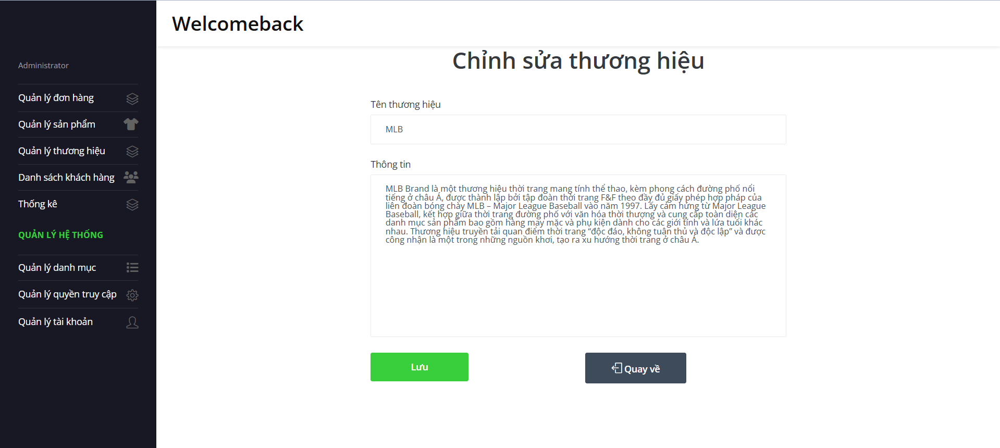 Welcomeback
Administrator
Quản lý đơn hàng
Quản lý sản phẩm
Quản lý thương hiệu
Danh sách khách hàng
Thống kê
QUẢN LÝ HỆ THỐNG
Quản lý danh mục
Quản lý quyền truy cập
Quản lý tài khoản
Chỉnh sửa thương hiệu
Tên thương hiệu
MLB
Thông tin
MLB Brand là một thương hiệu thời trang mang tính thể thao, kèm phong cách đường phố nổi
tiếng ở châu Á, được thành lập bởi tập đoàn thời trang F&F theo đầy đủ giấy phép hợp pháp của
liên đoàn bóng chày MLB – Major League Baseball vào năm 1997. Lấy cảm hứng từ Major League
Baseball, kết hợp giữa thời trang đường phố với văn hóa thời thượng và cung cấp toàn diện các
danh mục sản phẩm bao gồm hàng may mặc và phụ kiện dành cho các giới tính và lứa tuổi khác
nhau. Thương hiệu truyền tải quan điểm thời trang “độc đáo, không tuân thủ và độc lập” và được
công nhận là một trong những nguồn khơi, tạo ra xu hướng thời trang ở châu Á.
Lưu
Quay về